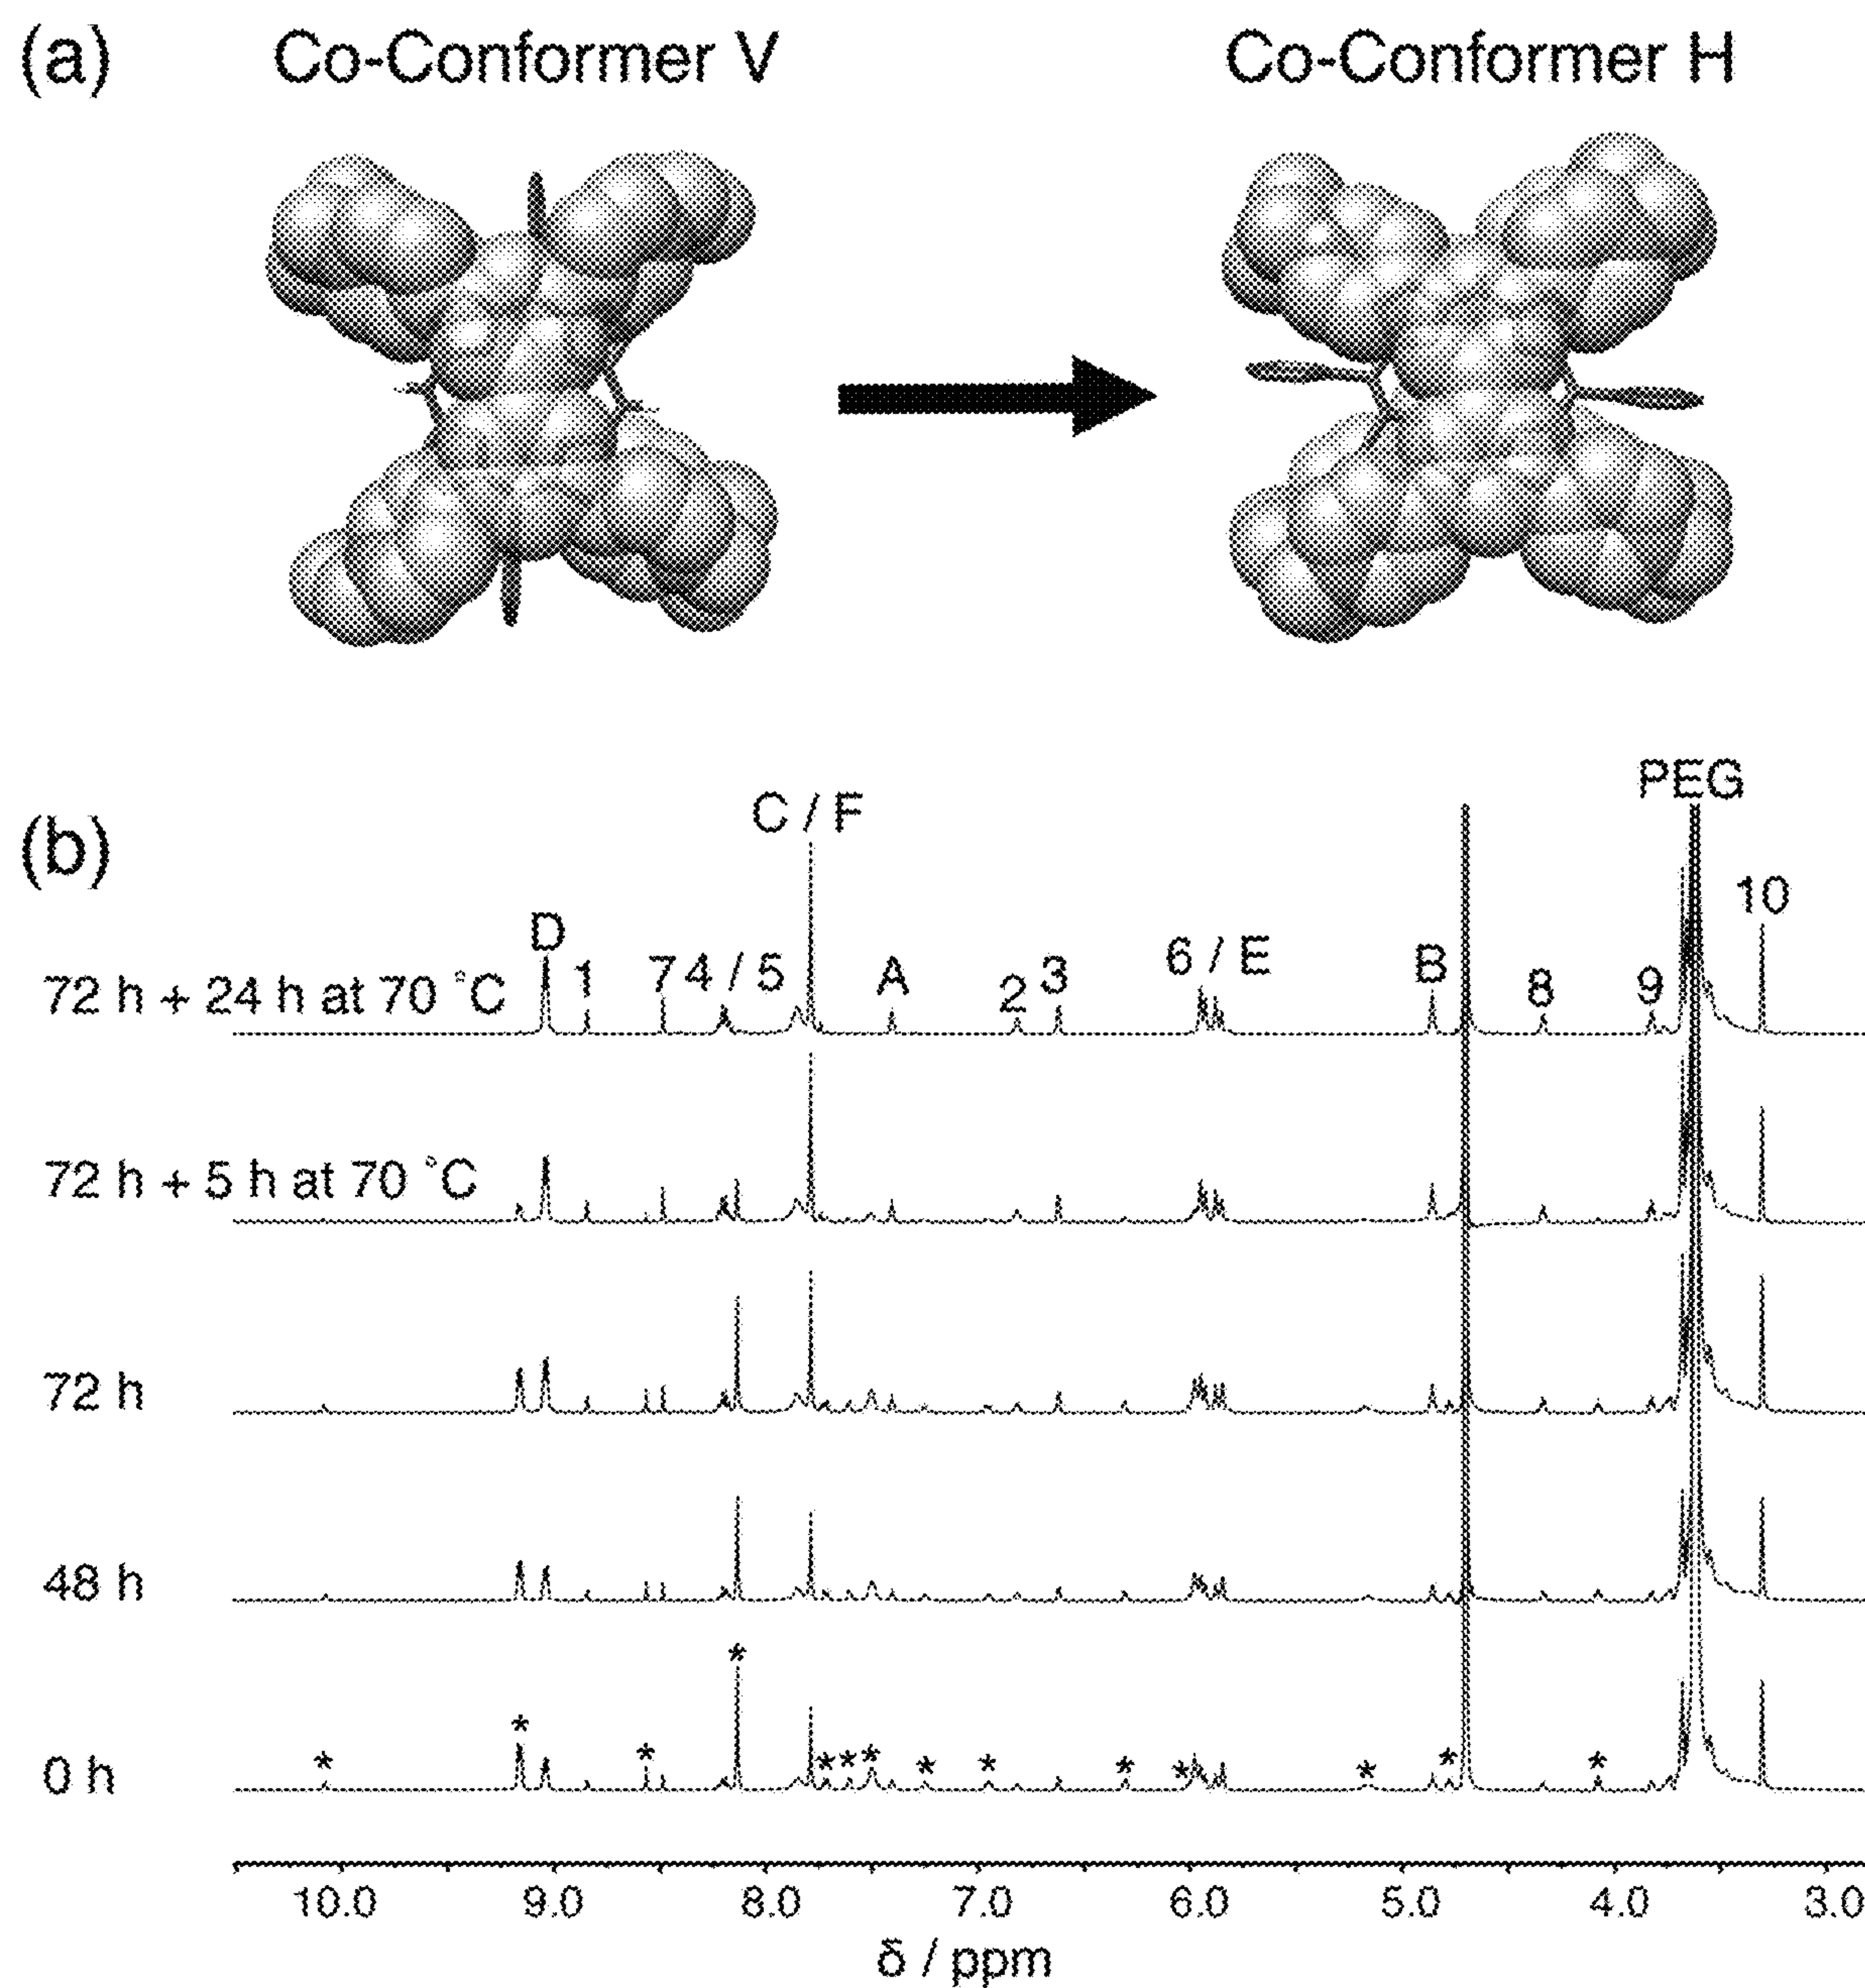 (a) Co-Conformer V Co-Conformer H
(b)
C / F
PEG
D 1 7 4 / 5 A 2 3 6 / E B 8 9 10
72 h + 24 h at 70 °C
72 h + 5 h at 70 °C
72 h
48 h
0 h
* * * * * * * * * * * * * *
10.0 9.0 8.0 7.0 6.0 5.0 4.0 3.0
δ / ppm